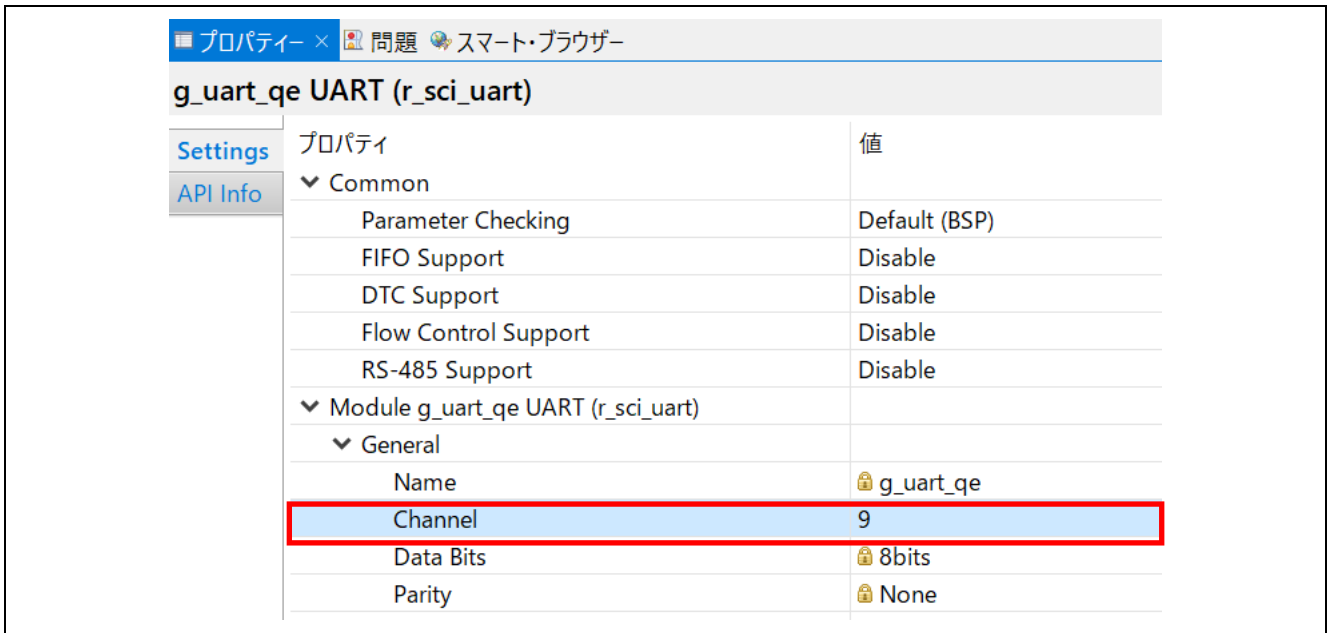 プロパティー × 問題 スマート・ブラウザー
g_uart_qe UART (r_sci_uart)
Settings
API Info
プロパティ 値
Common
Parameter Checking Default (BSP)
FIFO Support Disable
DTC Support Disable
Flow Control Support Disable
RS-485 Support Disable
Module g_uart_qe UART (r_sci_uart)
General
Name g_uart_qe
Channel 9
Data Bits 8bits
Parity None